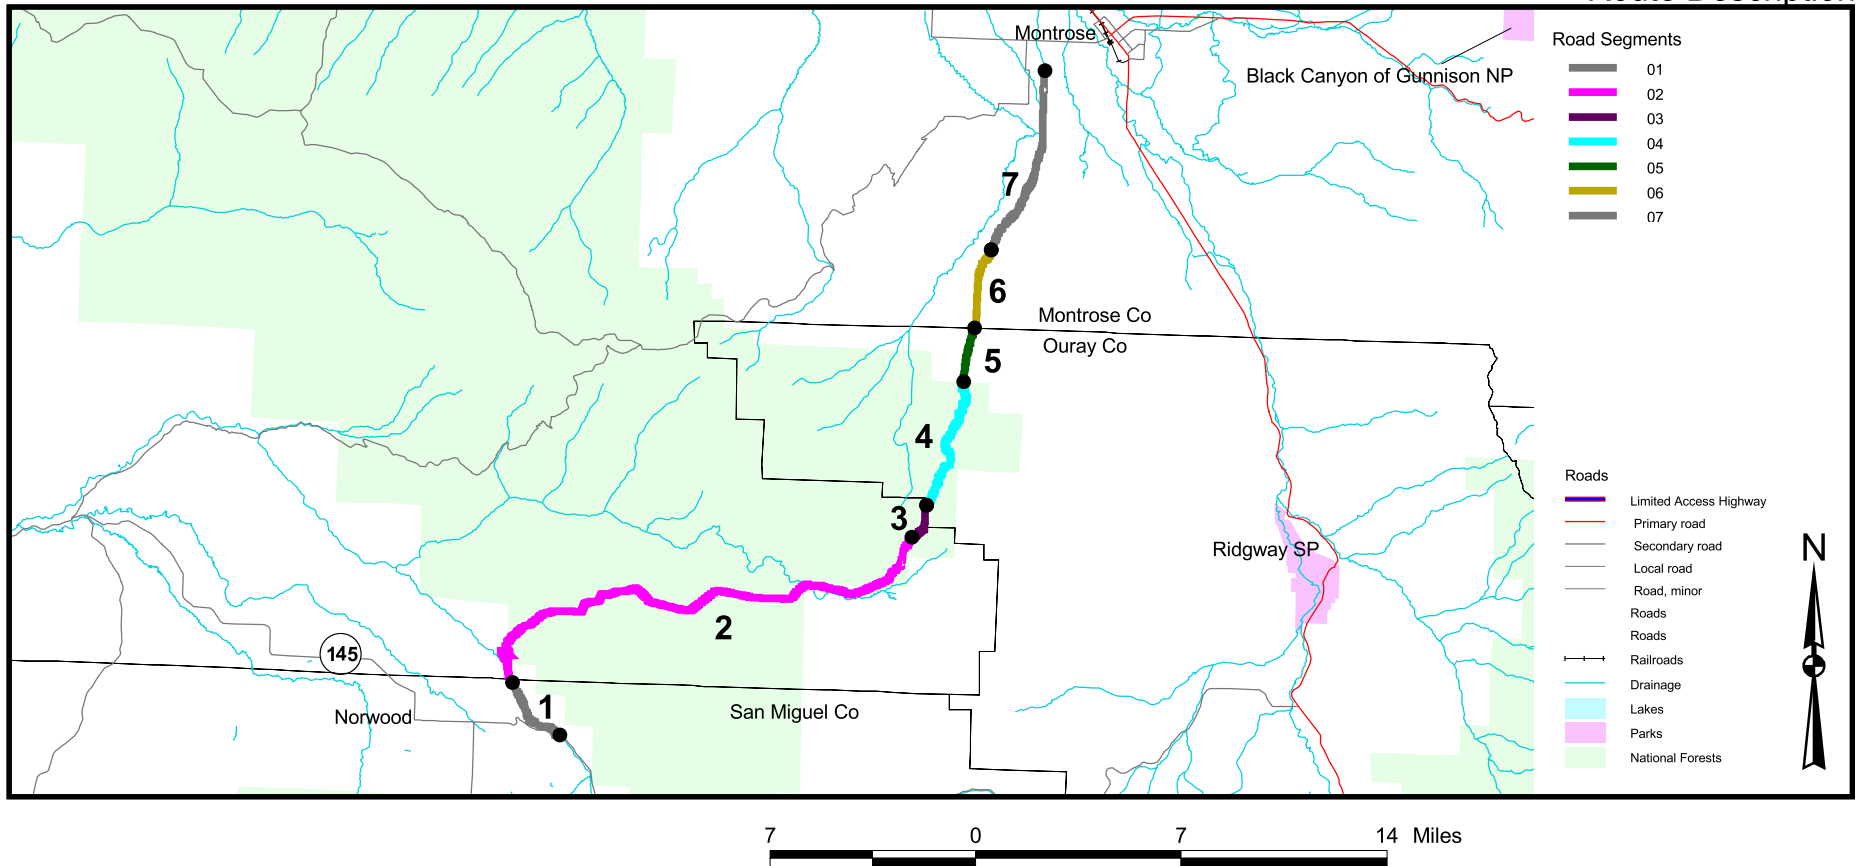 Montrose
Black Canyon of Gunnison NP
7
6
Montrose Co
Ouray Co
5
4
3
Ridgway SP
2
145
1
Norwood
San Miguel Co
Road Segments
01
02
03
04
05
06
07
Roads
Limited Access Highway
Primary road
Secondary road
Local road
Road, minor
Roads
Roads
Railroads
Drainage
Lakes
Parks
National Forests
N
7 0 7 14 Miles